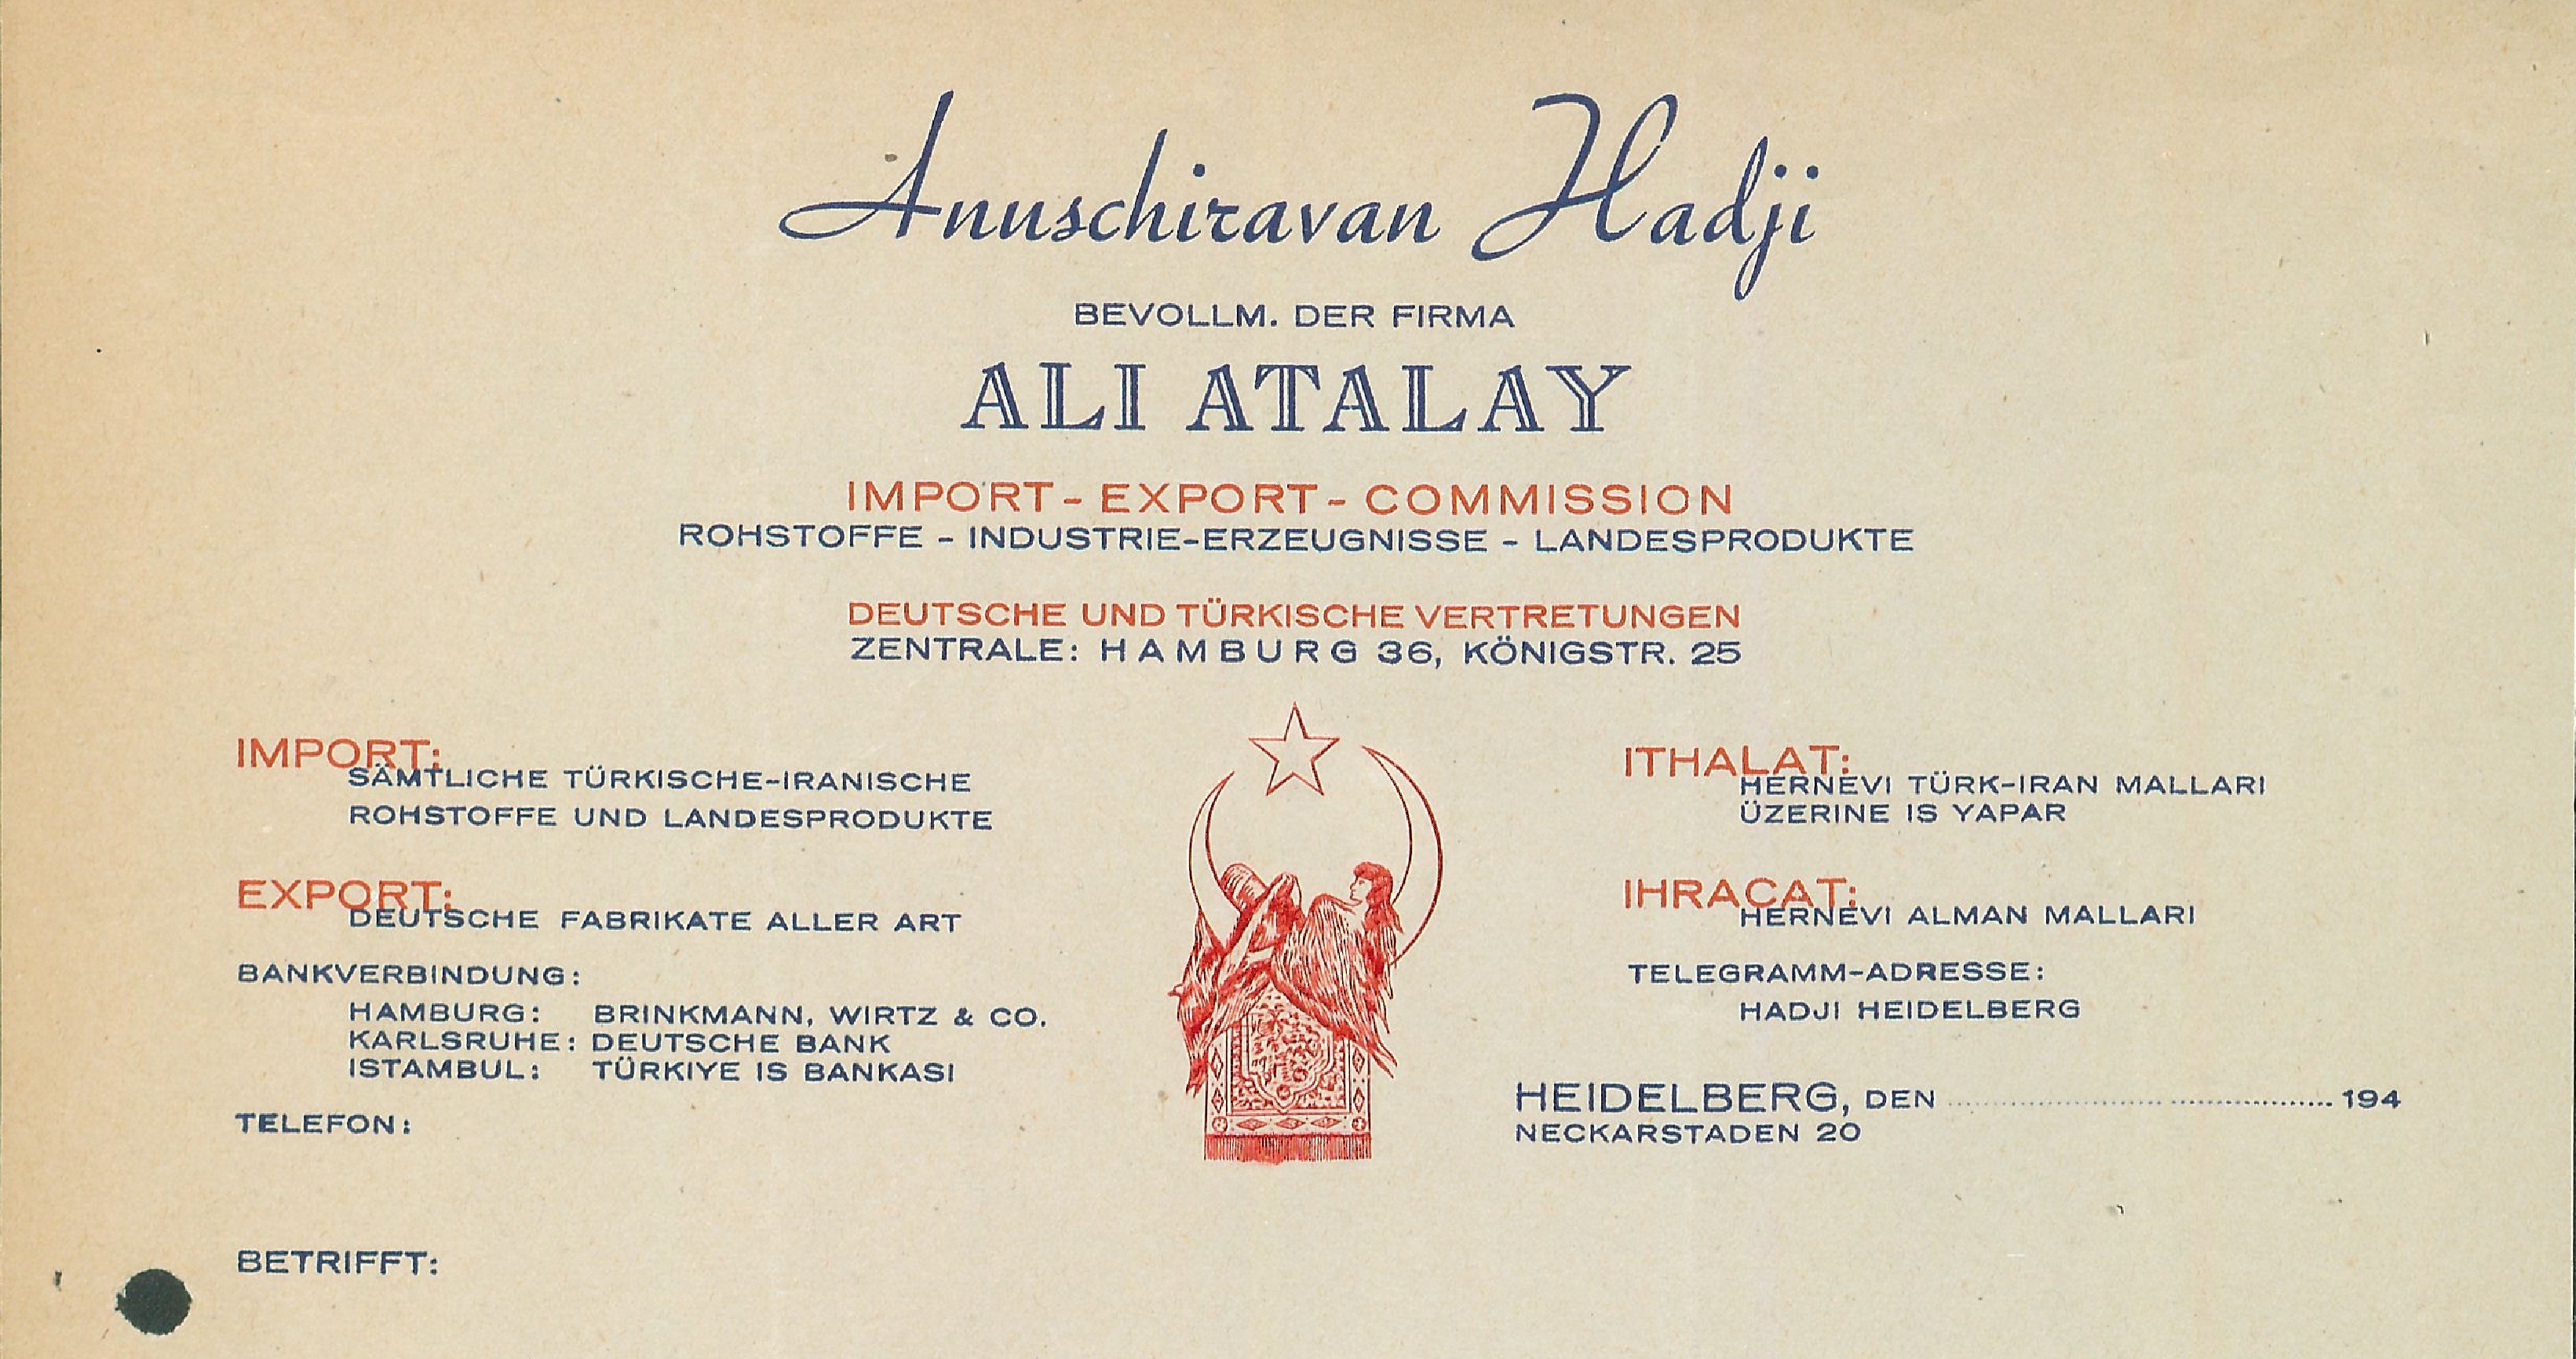 Anuschiravan Hadji
BEVOLLM. DER FIRMA
ALI ATALAY
IMPORT - EXPORT - COMMISSION
ROHSTOFFE - INDUSTRIE-ERZEUGNISSE - LANDESPRODUKTE
DEUTSCHE UND TÜRKISCHE VERTRETUNGEN
ZENTRALE: HAMBURG 36, KÖNIGSTR. 25
IMPORT:
SÄMTLICHE TÜRKISCHE-IRANISCHE
ROHSTOFFE UND LANDESPRODUKTE
EXPORT:
DEUTSCHE FABRIKATE ALLER ART
BANKVERBINDUNG:
HAMBURG: BRINKMANN, WIRTZ & CO.
KARLSRUHE: DEUTSCHE BANK
ISTAMBUL: TÜRKIYE IS BANKASI
TELEFON:
BETRIFFT:
ITHALAT:
HERNEVI TÜRK-IRAN MALLARI
ÜZERINE IS YAPAR
IHRACAT:
HERNEVI ALMAN MALLARI
TELEGRAMM-ADRESSE:
HADJI HEIDELBERG
HEIDELBERG, DEN 194
NECKARSTADEN 20